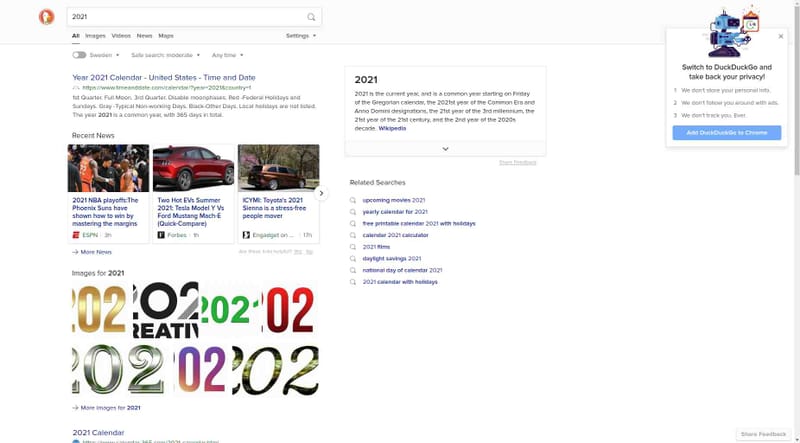 2021
All Images Videos News Maps Settings
Sweden Safe search: moderate Any time
Year 2021 Calendar - United States - Time and Date
https://www.timeanddate.com/calendar/?year=2021&country=1
1st Quarter. Full Moon. 3rd Quarter. Disable moonphases. Red -Federal Holidays and
Sundays. Gray -Typical Non-working Days. Black-Other Days. Local holidays are not listed.
The year 2021 is a common year, with 365 days in total.
Recent News
2021 NBA playoffs:The
Phoenix Suns have
shown how to win by
mastering the margins
ESPN · 3h
Two Hot EVs Summer
2021: Tesla Model Y Vs
Ford Mustang Mach-E
(Quick-Compare)
Forbes · 1h
ICYMI: Toyota's 2021
Sienna is a stress-free
people mover
Engadget on ... · 17h
More News
Are these links helpful? Yes No
Images for 2021
202
202
CREATIV
2021
202
202
202
202
More Images for 2021
2021 Calendar
2021
2021 is the current year, and is a common year starting on Friday
of the Gregorian calendar, the 2021st year of the Common Era and
Anno Domini designations, the 21st year of the 3rd millennium, the
21st year of the 21st century, and the 2nd year of the 2020s
decade. Wikipedia
Share Feedback
Related Searches
upcoming movies 2021
yearly calendar for 2021
free printable calendar 2021 with holidays
calendar 2021 calculator
2021 films
daylight savings 2021
national day of calendar 2021
2021 calendar with holidays
Switch to DuckDuckGo and
take back your privacy!
1 We don't store your personal info.
2 We don't follow you around with ads.
3 We don't track you. Ever.
Add DuckDuckGo to Chrome
Share Feedback